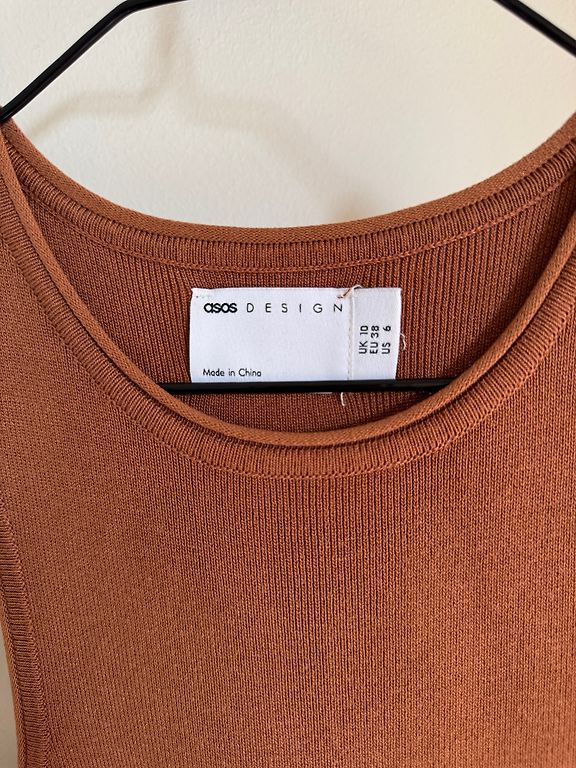 asos DESIGN
Made in China
UK 10
EU 38
US 6